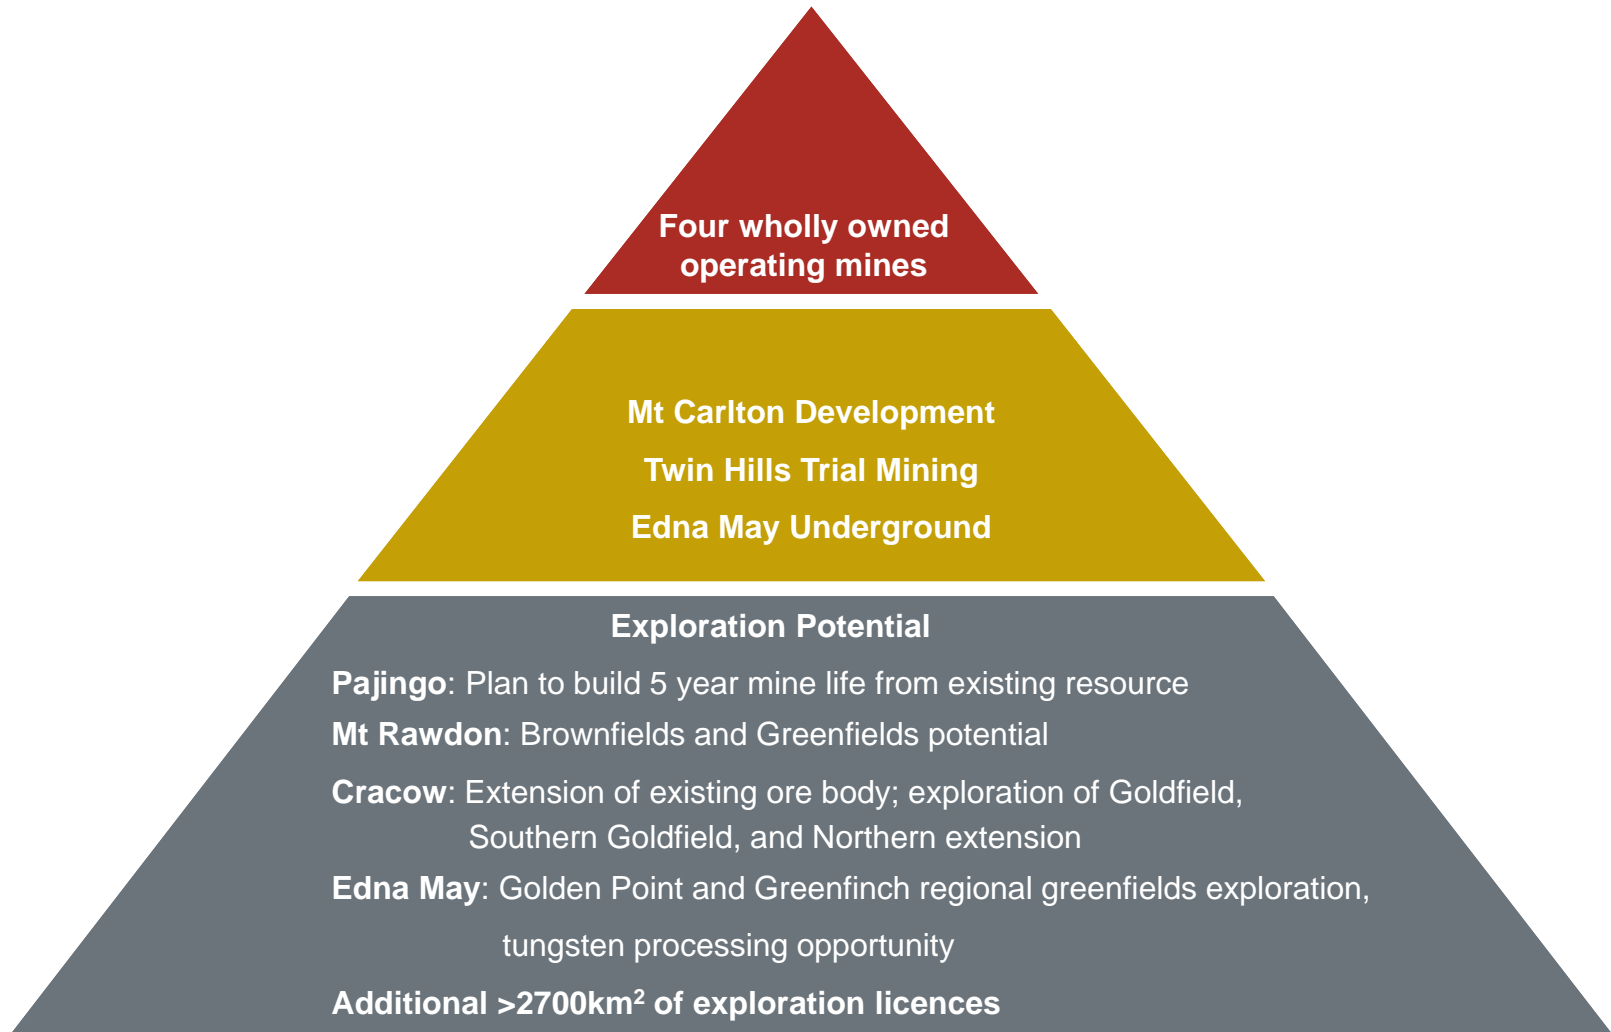 Four wholly owned
operating mines
Mt Carlton Development
Twin Hills Trial Mining
Edna May Underground
Exploration Potential
Pajingo: Plan to build 5 year mine life from existing resource
Mt Rawdon: Brownfields and Greenfields potential
Cracow: Extension of existing ore body; exploration of Goldfield,
Southern Goldfield, and Northern extension
Edna May: Golden Point and Greenfinch regional greenfields exploration,
tungsten processing opportunity
Additional >2700km² of exploration licences